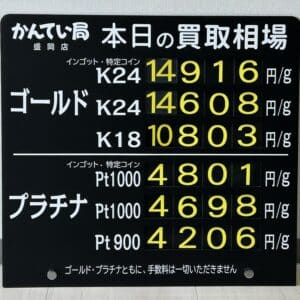 かんてい局
盛岡店
本日の買取相場
ゴールド
インゴット・特定コイン
K24 14916 円/g
K24 14608 円/g
K18 10803 円/g
プラチナ
インゴット・特定コイン
Pt1000 4801 円/g
Pt1000 4698 円/g
Pt900 4206 円/g
ゴールド・プラチナともに、手数料は一切いただきません